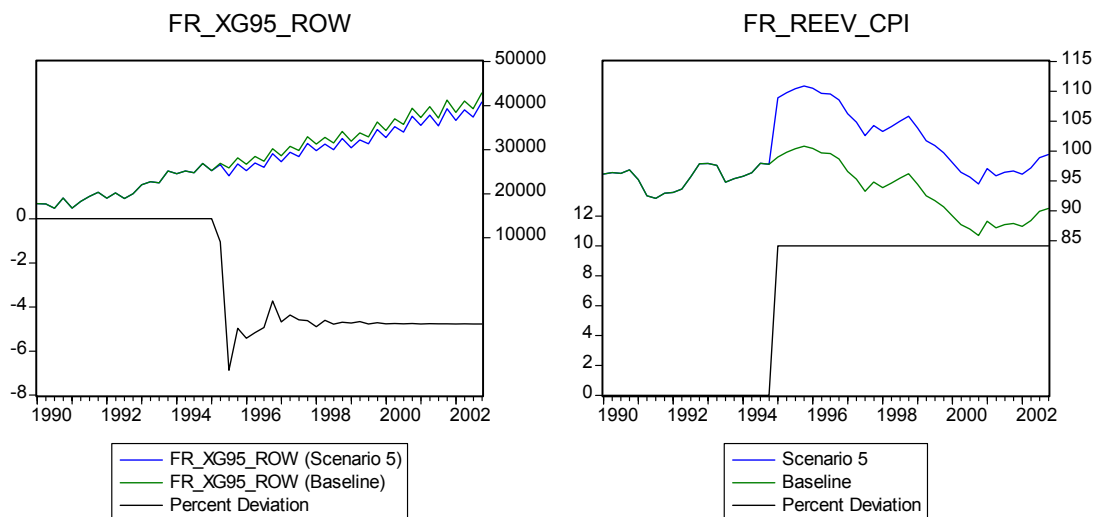 FR_XG95_ROW
50000
40000
30000
20000
10000
0
-2
-4
-6
-8
1990 1992 1994 1996 1998 2000 2002
FR_XG95_ROW (Scenario 5)
FR_XG95_ROW (Baseline)
Percent Deviation
FR_REEV_CPI
115
110
105
100
95
90
85
12
10
8
6
4
2
0
1990 1992 1994 1996 1998 2000 2002
Scenario 5
Baseline
Percent Deviation